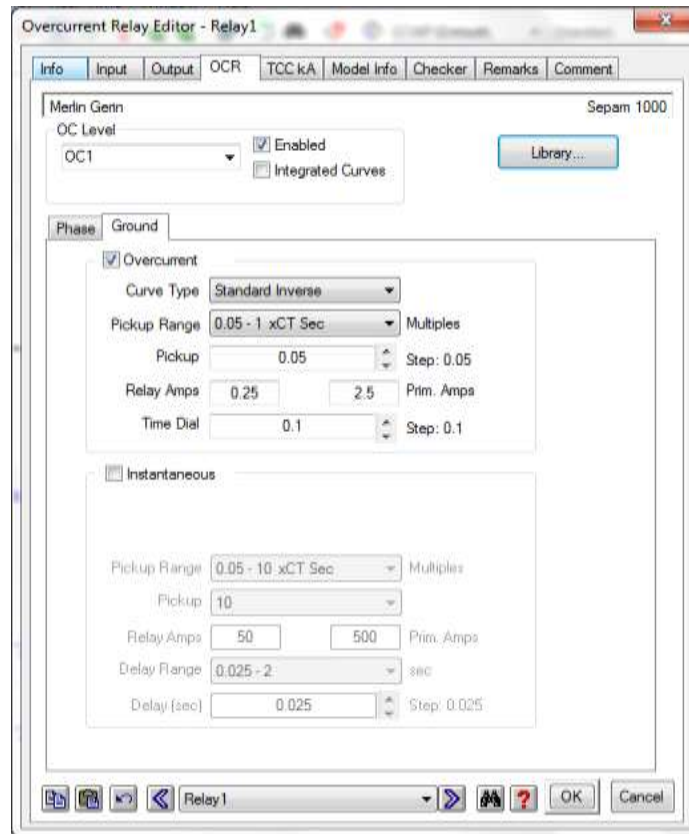 Overcurrent Relay Editor - Relay1
Info Input Output OCR TCC kA Model Info Checker Remarks Comment
Merlin Gerin Sepam 1000
OC Level
OC1 Enabled Library...
Integrated Curves
Phase Ground
Overcurrent
Curve Type Standard Inverse
Pickup Range 0.05 - 1 xCT Sec Multiples
Pickup 0.05 Step: 0.05
Relay Amps 0.25 2.5 Prim. Amps
Time Dial 0.1 Step: 0.1
Instantaneous
Pickup Range 0.05 - 10 xCT Sec Multiples
Pickup 10
Relay Amps 50 500 Prim. Amps
Delay Range 0.025 - 2 sec
Delay (sec) 0.025 Step: 0.025
Relay1 ? OK Cancel